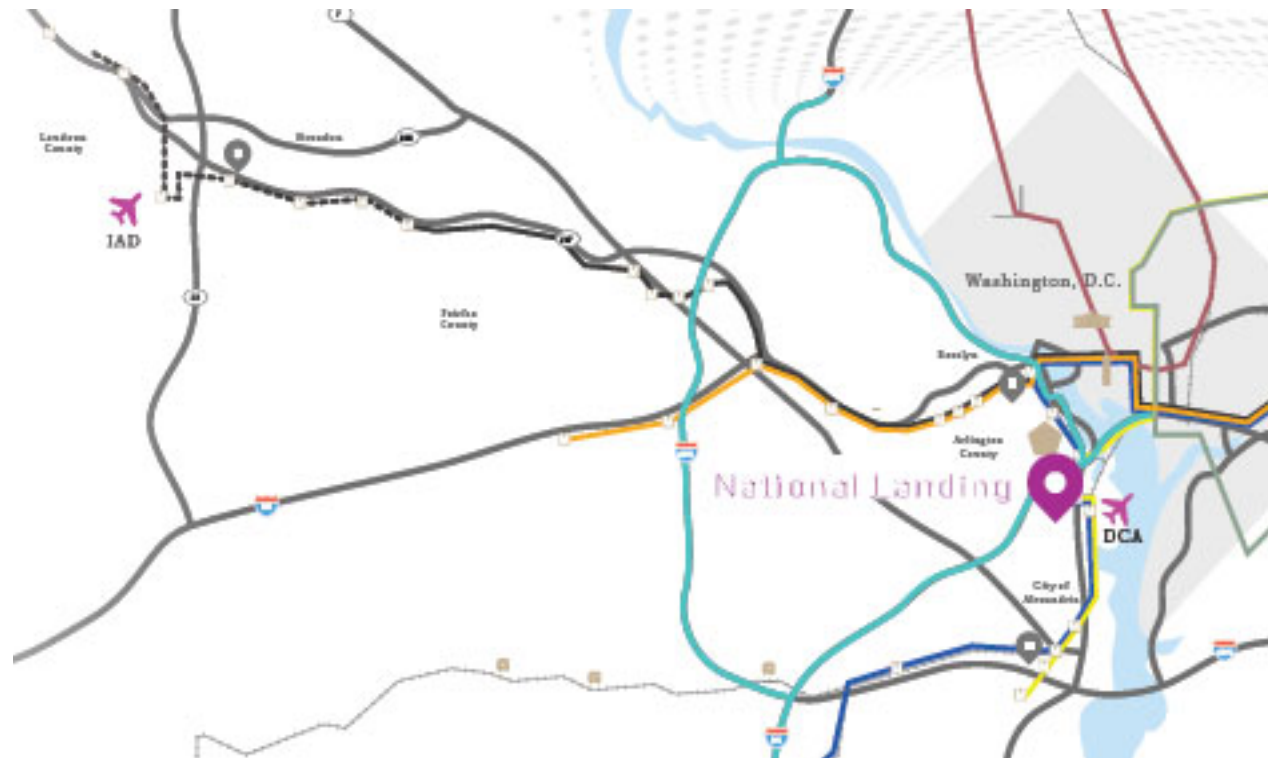 Loudoun
County
Herndon
IAD
Fairfax
County
Washington, D.C.
Rosslyn
Arlington
County
National Landing
DCA
City of
Alexandria